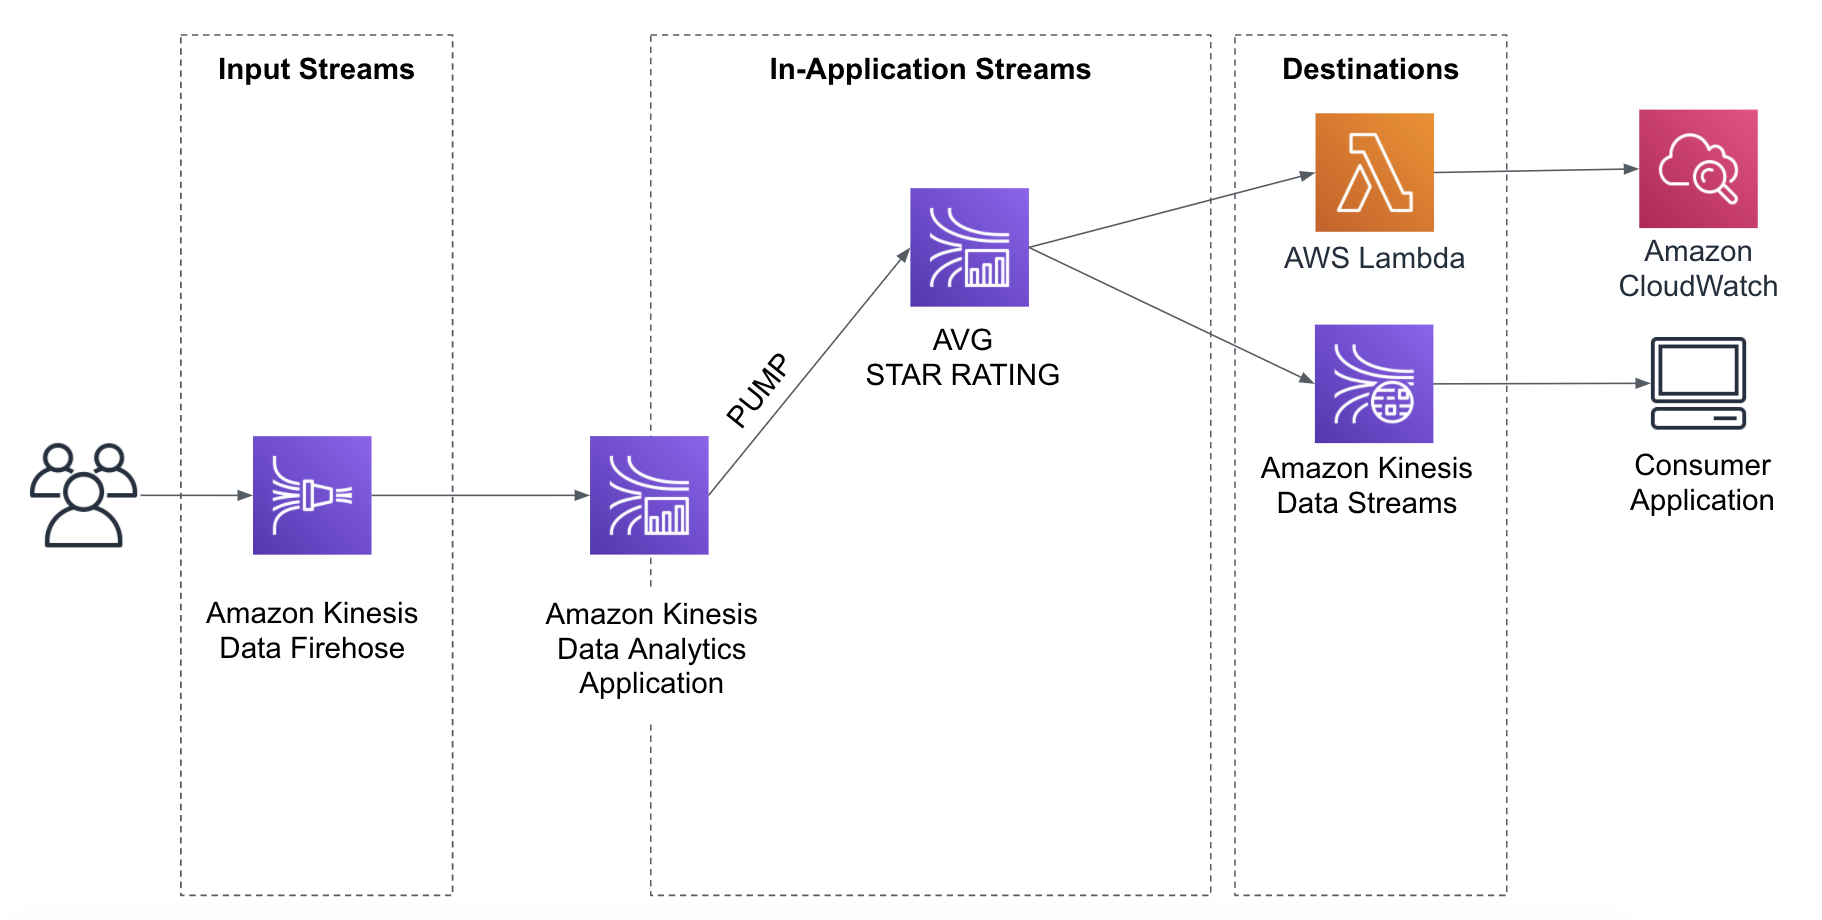 Input Streams
In-Application Streams
Destinations
AWS Lambda
Amazon
CloudWatch
AVG
STAR RATING
PUMP
Amazon Kinesis
Data Streams
Consumer
Application
Amazon Kinesis
Data Firehose
Amazon Kinesis
Data Analytics
Application